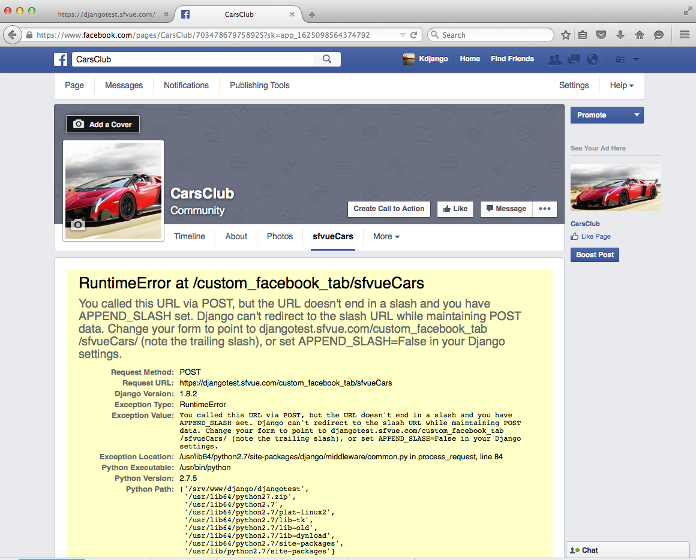 https://djangotest.sfvue.com/
CarsClub
https://www.facebook.com/pages/CarsClub/703478679758925?sk=app_1625098564374792
Search
CarsClub
Kdjango Home Find Friends
Page Messages Notifications Publishing Tools Settings Help
Add a Cover
Promote
See Your Ad Here
CarsClub
Community
Create Call to Action Like Message
CarsClub
Like Page
Boost Post
Timeline About Photos sfvueCars More
RuntimeError at /custom_facebook_tab/sfvueCars
You called this URL via POST, but the URL doesn't end in a slash and you have
APPEND_SLASH set. Django can't redirect to the slash URL while maintaining POST
data. Change your form to point to djangotest.sfvue.com/custom_facebook_tab
/sfvueCars/ (note the trailing slash), or set APPEND_SLASH=False in your Django
settings.
Request Method: POST
Request URL: https://djangotest.sfvue.com/custom_facebook_tab/sfvueCars
Django Version: 1.8.2
Exception Type: RuntimeError
Exception Value: You called this URL via POST, but the URL doesn't end in a slash and you have
APPEND_SLASH set. Django can't redirect to the slash URL while maintaining POST
data. Change your form to point to djangotest.sfvue.com/custom_facebook_tab
/sfvueCars/ (note the trailing slash), or set APPEND_SLASH=False in your Django
settings.
Exception Location: /usr/lib64/python2.7/site-packages/django/middleware/common.py in process_request, line 84
Python Executable: /usr/bin/python
Python Version: 2.7.5
Python Path: ['/srv/www/django/djangotest',
'/usr/lib64/python27.zip',
'/usr/lib64/python2.7',
'/usr/lib64/python2.7/plat-linux2',
'/usr/lib64/python2.7/lib-tk',
'/usr/lib64/python2.7/lib-old',
'/usr/lib64/python2.7/lib-dynload',
'/usr/lib64/python2.7/site-packages',
'/usr/lib/python2.7/site-packages']
Chat